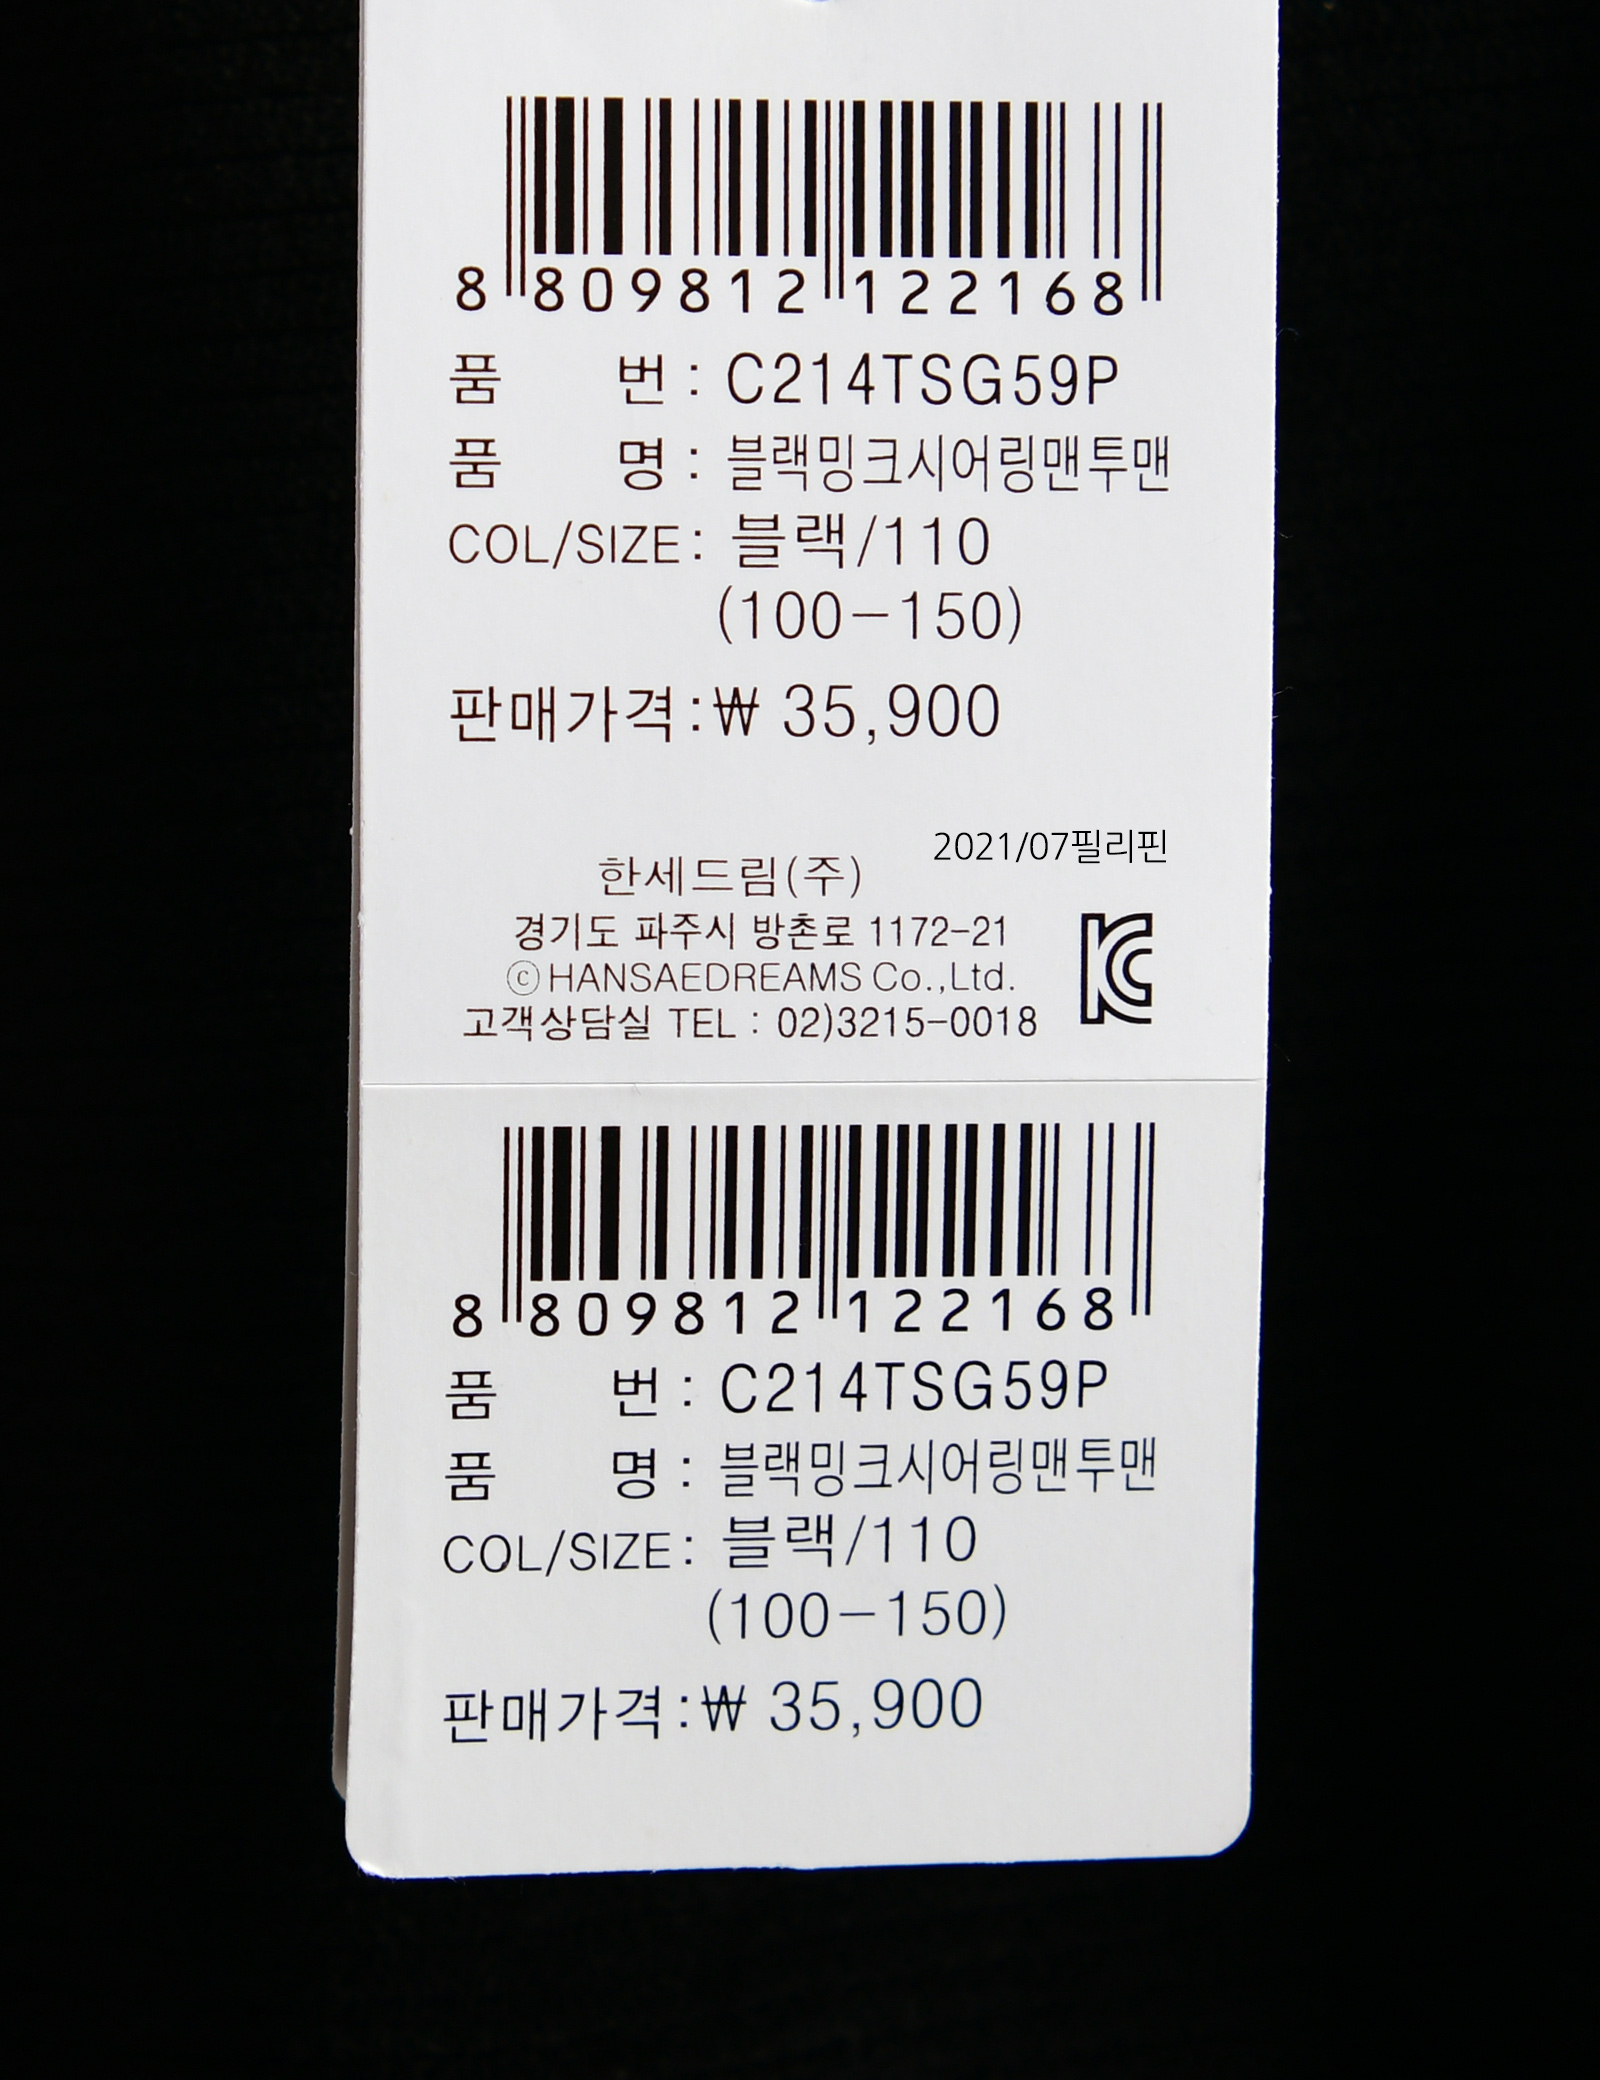 8 809812 122168
품 번 : C214TSG59P
품 명 : 블랙밍크시어링맨투맨
COL/SIZE : 블랙/110
(100-150)
판매가격:₩ 35,900
2021/07필리핀
한세드림(주)
경기도 파주시 방촌로 1172-21
ⓒHANSAEDREAMS Co.,Ltd.
고객상담실 TEL : 02)3215-0018
8 809812 122168
품 번 : C214TSG59P
품 명 : 블랙밍크시어링맨투맨
COL/SIZE : 블랙/110
(100-150)
판매가격:₩ 35,900